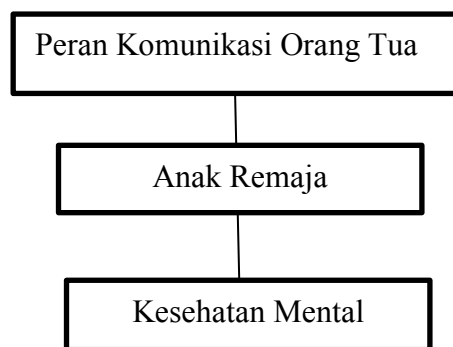 Peran Komunikasi Orang Tua
Anak Remaja
Kesehatan Mental